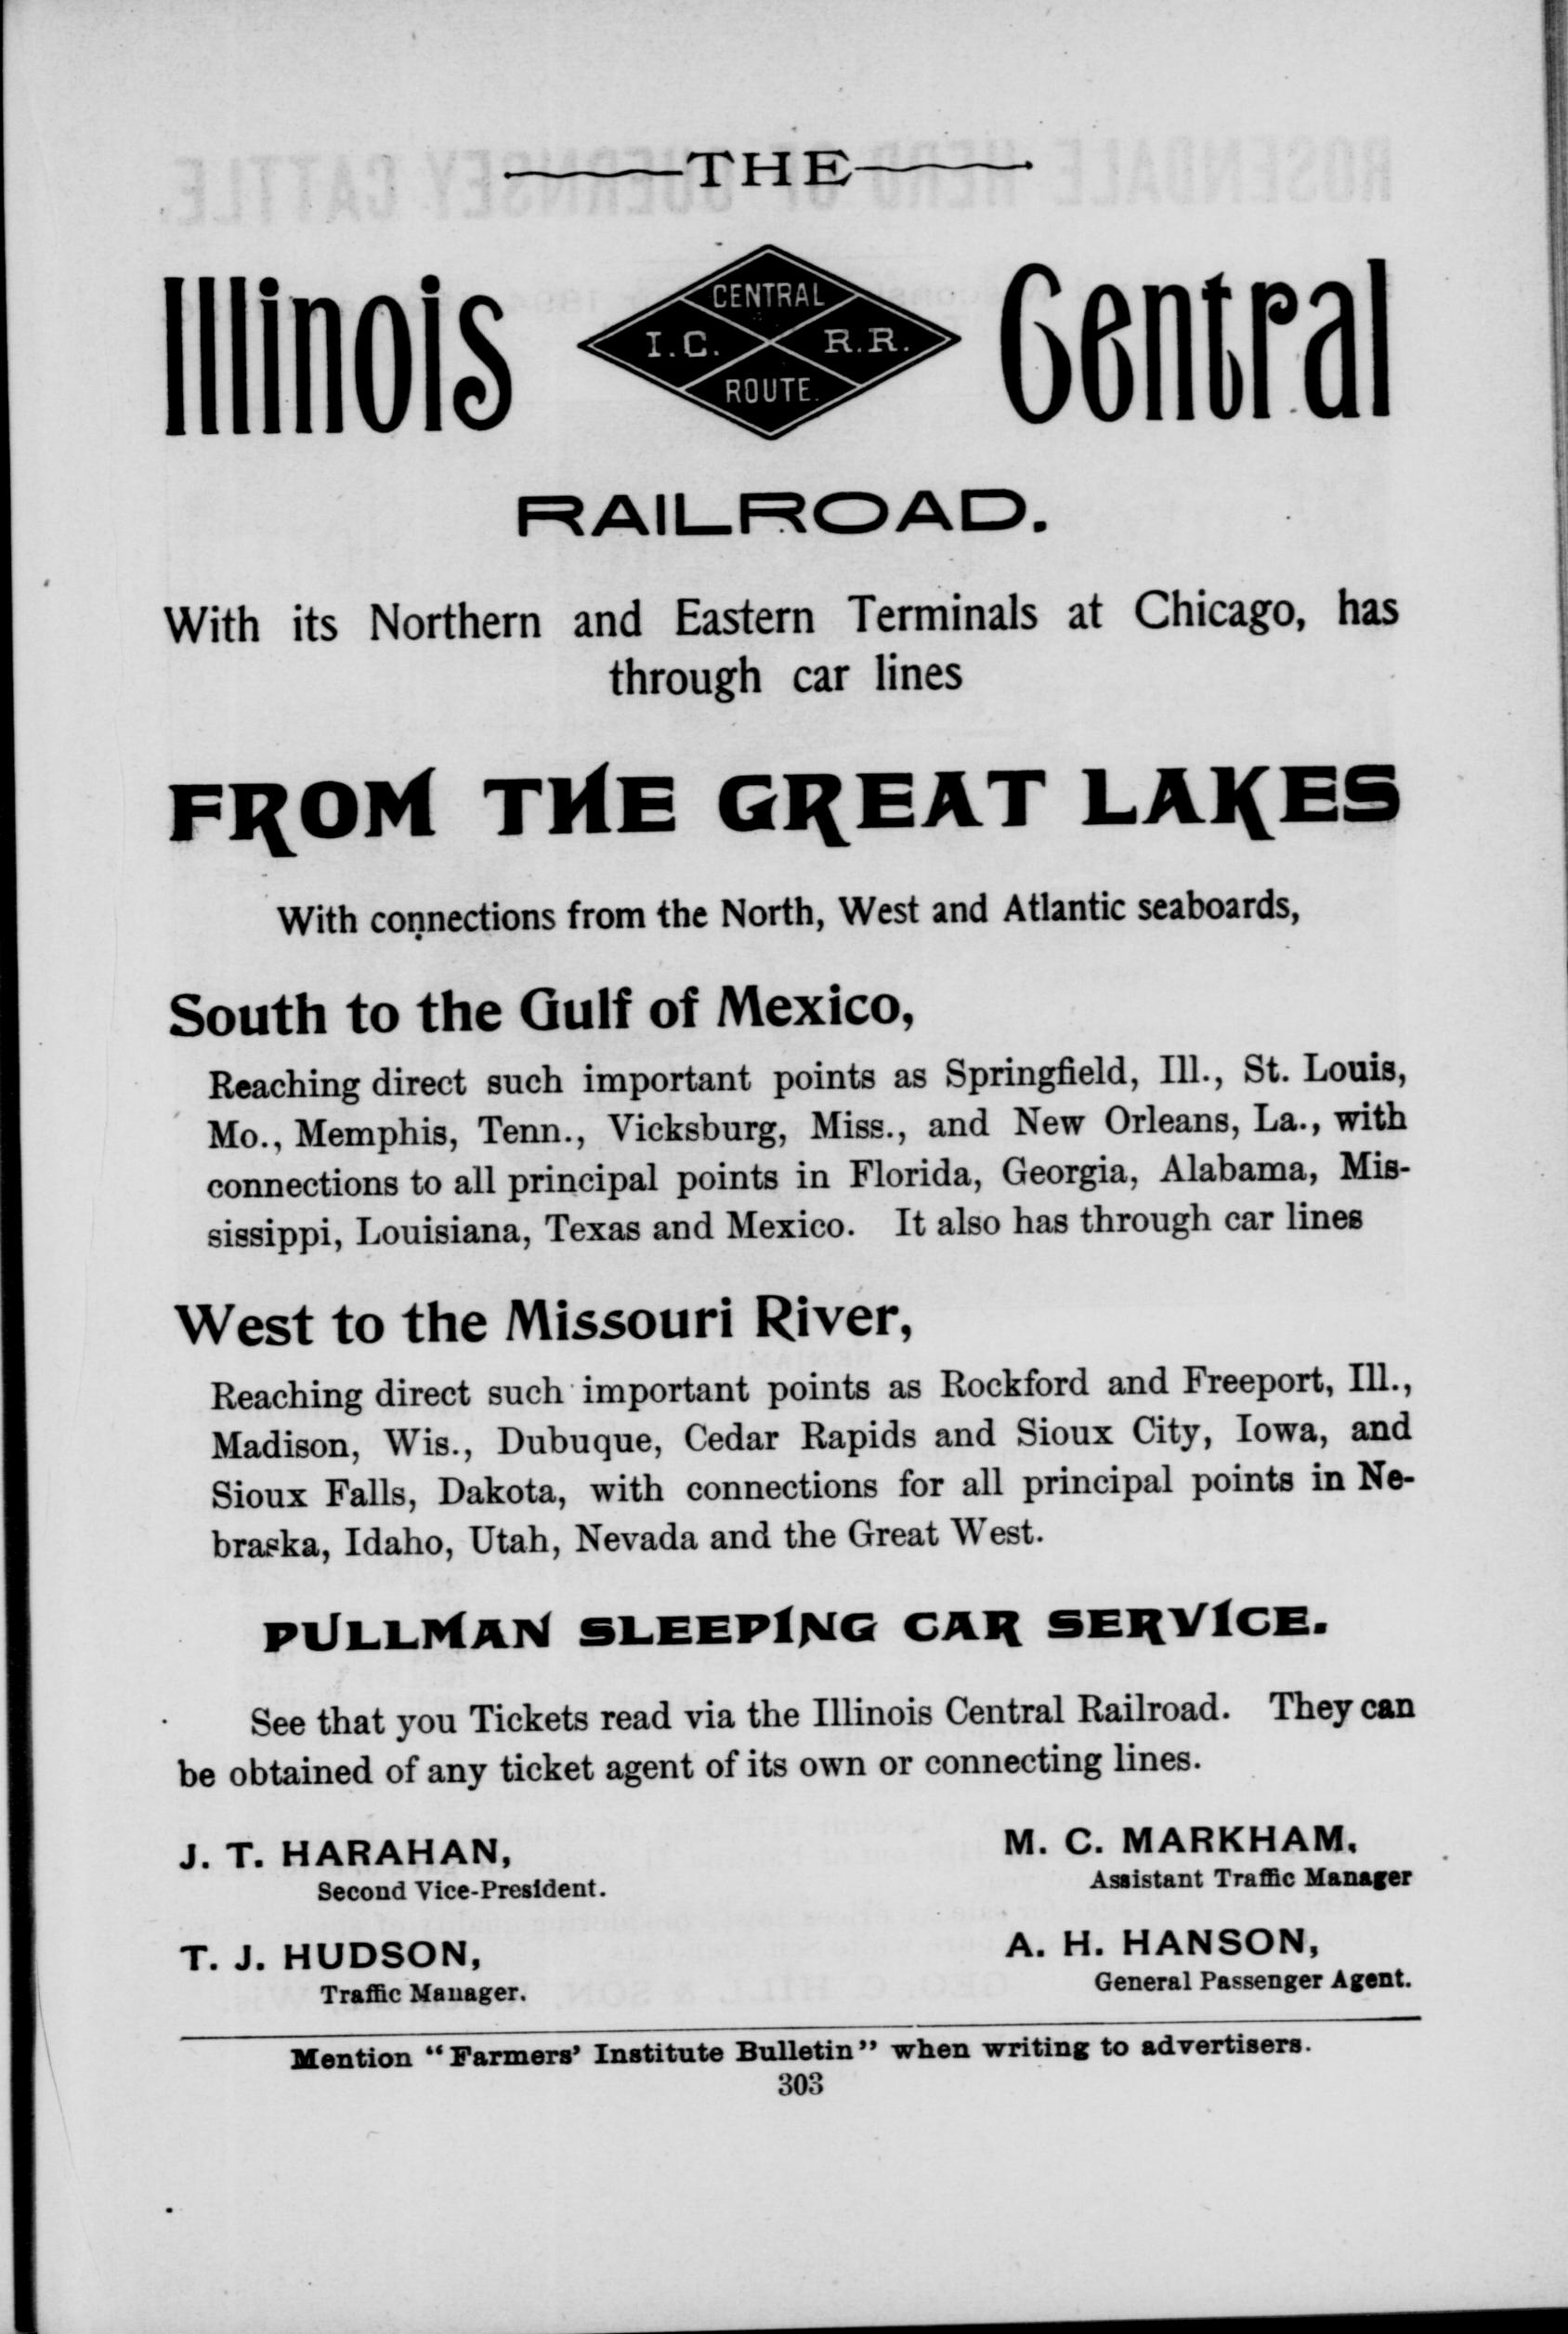 THE
Illinois Central
CENTRAL
I. C. R. R.
ROUTE.
RAILROAD.
With its Northern and Eastern Terminals at Chicago, has
through car lines
FROM THE GREAT LAKES
With connections from the North, West and Atlantic seaboards,
South to the Gulf of Mexico,
Reaching direct such important points as Springfield, Ill., St. Louis,
Mo., Memphis, Tenn., Vicksburg, Miss., and New Orleans, La., with
connections to all principal points in Florida, Georgia, Alabama, Mis-
sissippi, Louisiana, Texas and Mexico. It also has through car lines
West to the Missouri River,
Reaching direct such important points as Rockford and Freeport, Ill.,
Madison, Wis., Dubuque, Cedar Rapids and Sioux City, Iowa, and
Sioux Falls, Dakota, with connections for all principal points in Ne-
braska, Idaho, Utah, Nevada and the Great West.
PULLMAN SLEEPING CAR SERVICE.
See that you Tickets read via the Illinois Central Railroad. They can
be obtained of any ticket agent of its own or connecting lines.
J. T. HARAHAN,
Second Vice-President.
M. C. MARKHAM,
Assistant Traffic Manager
T. J. HUDSON,
Traffic Manager.
A. H. HANSON,
General Passenger Agent.
Mention "Farmers' Institute Bulletin" when writing to advertisers.
303